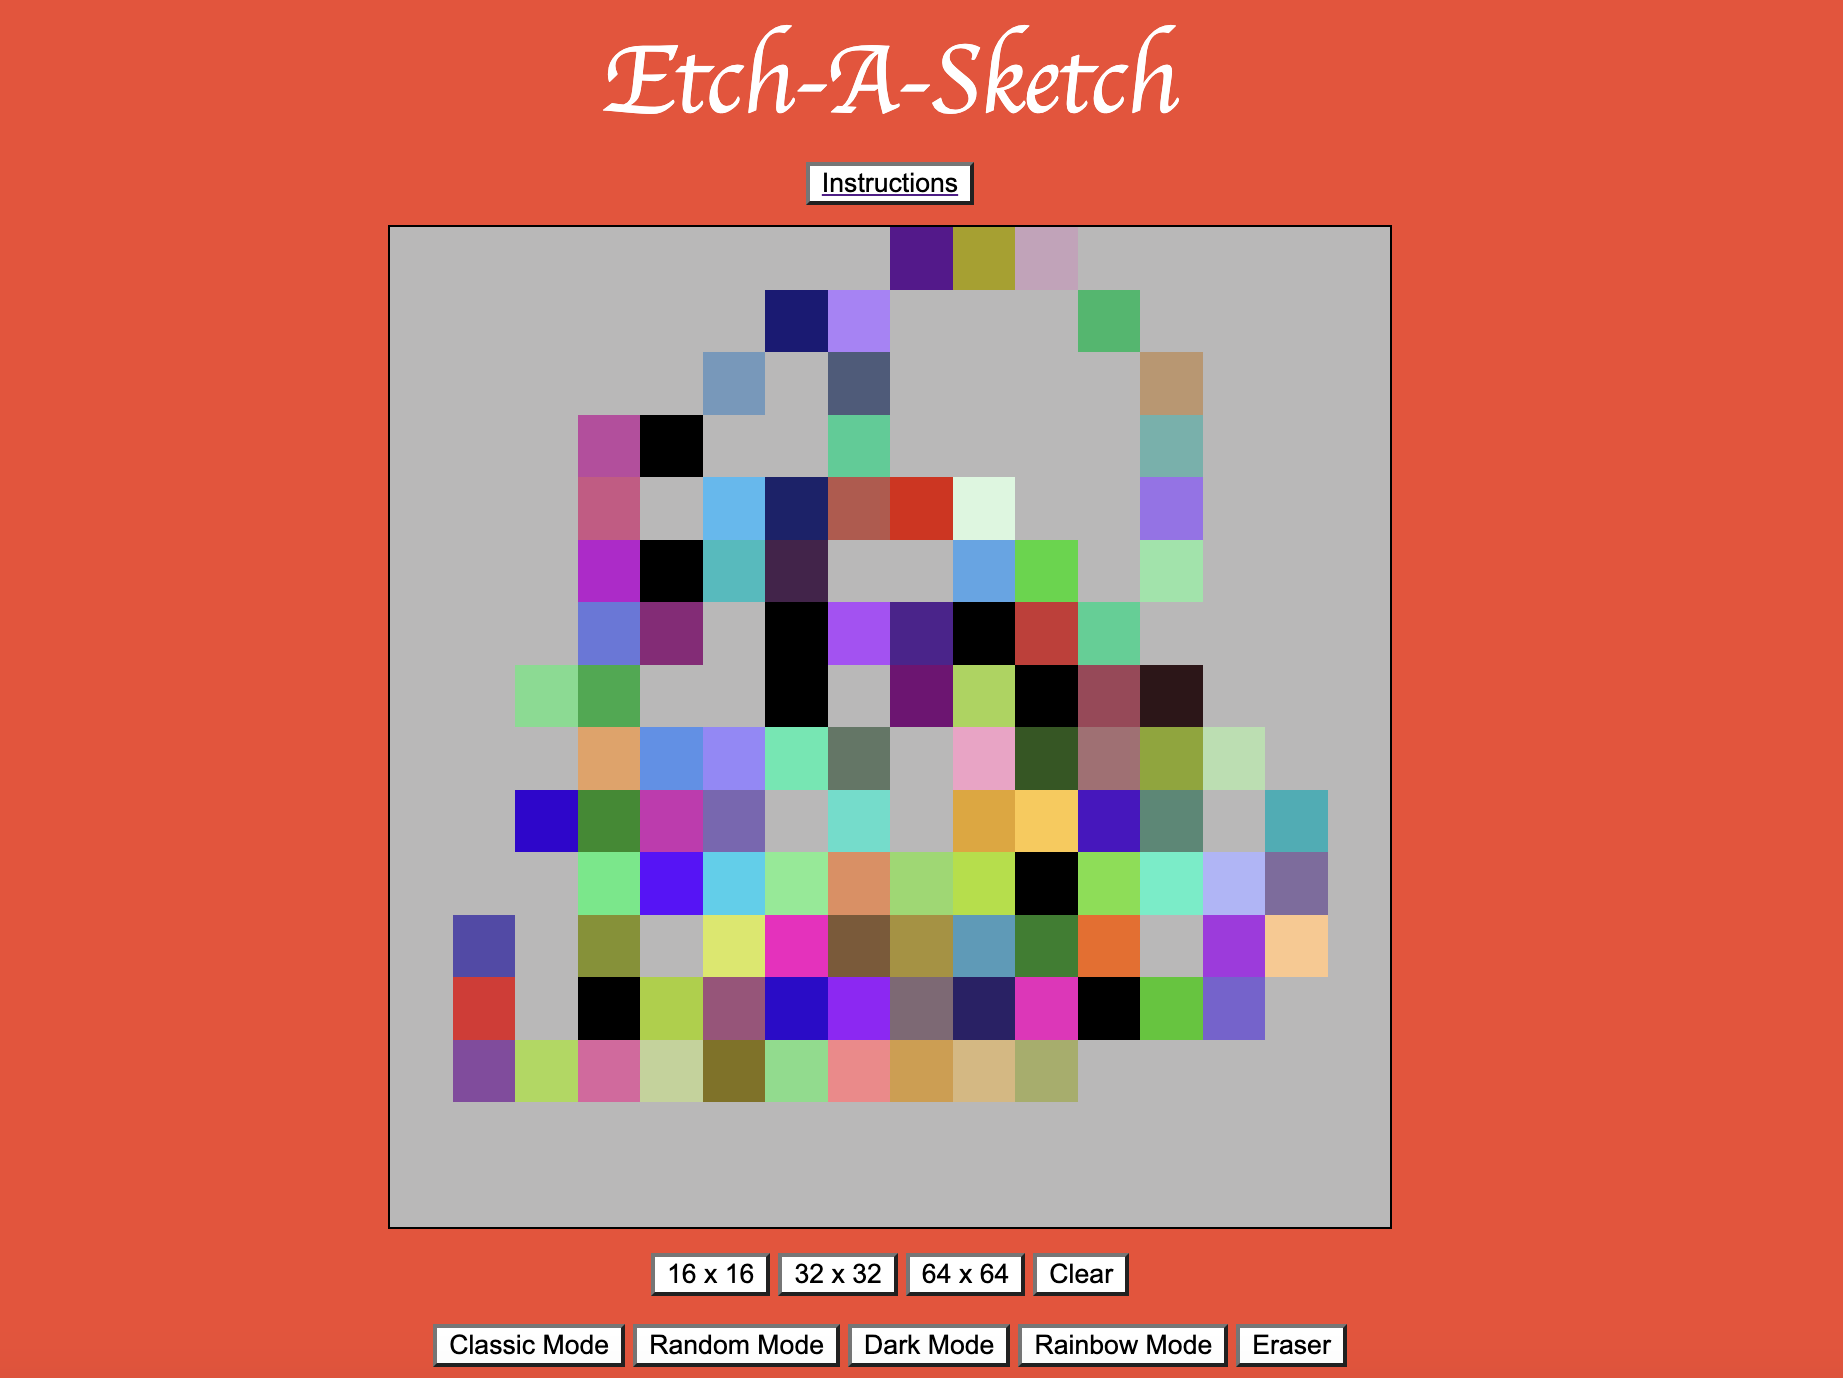 Etch-A-Sketch
Instructions
16 x 16 32 x 32 64 x 64 Clear
Classic Mode Random Mode Dark Mode Rainbow Mode Eraser